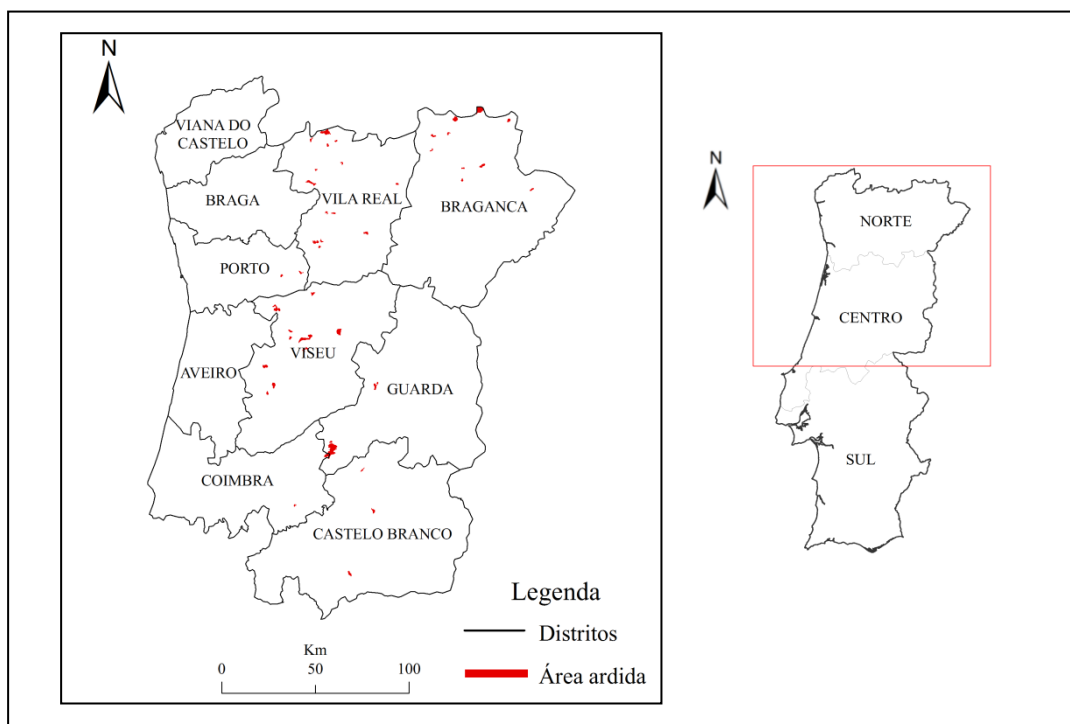 N
VIANA DO
CASTELO
BRAGA
VILA REAL
BRAGANCA
PORTO
AVEIRO
VISEU
GUARDA
COIMBRA
CASTELO BRANCO
Legenda
Distritos
Área ardida
Km
0 50 100
N
NORTE
CENTRO
SUL